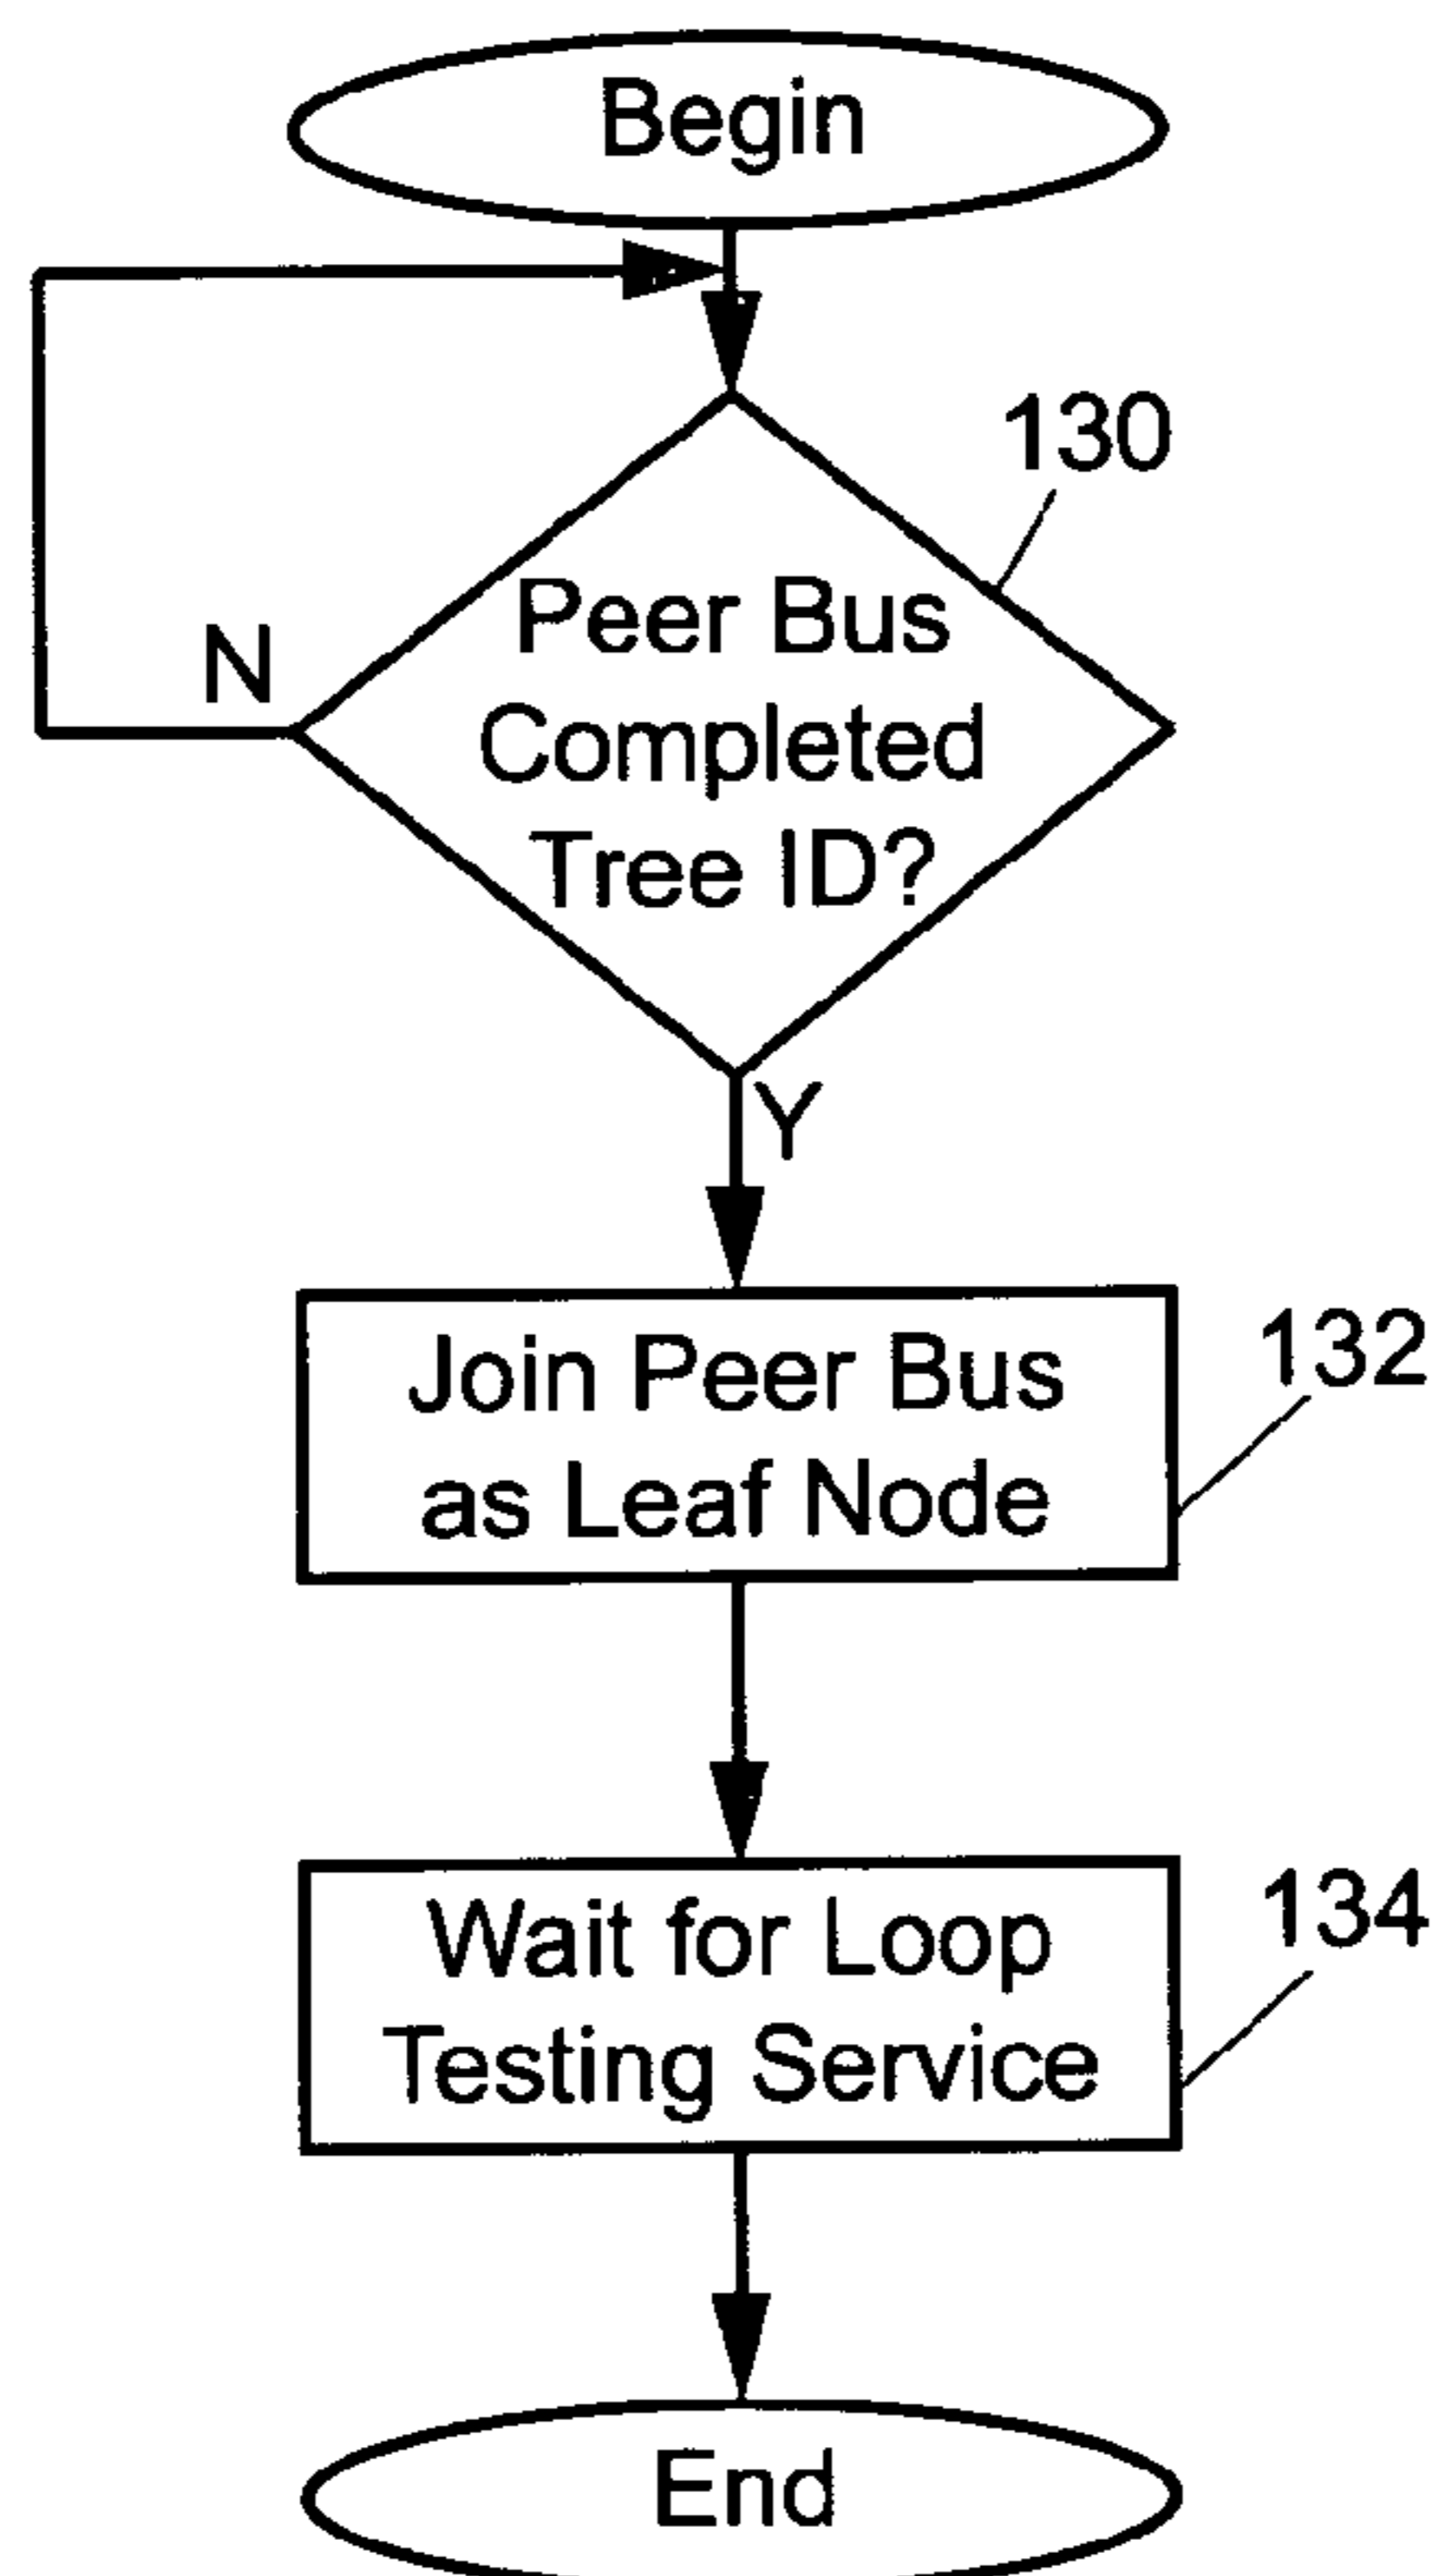 Begin
130
Peer Bus
Completed
Tree ID?
N
Y
Join Peer Bus
as Leaf Node
132
Wait for Loop
Testing Service
134
End